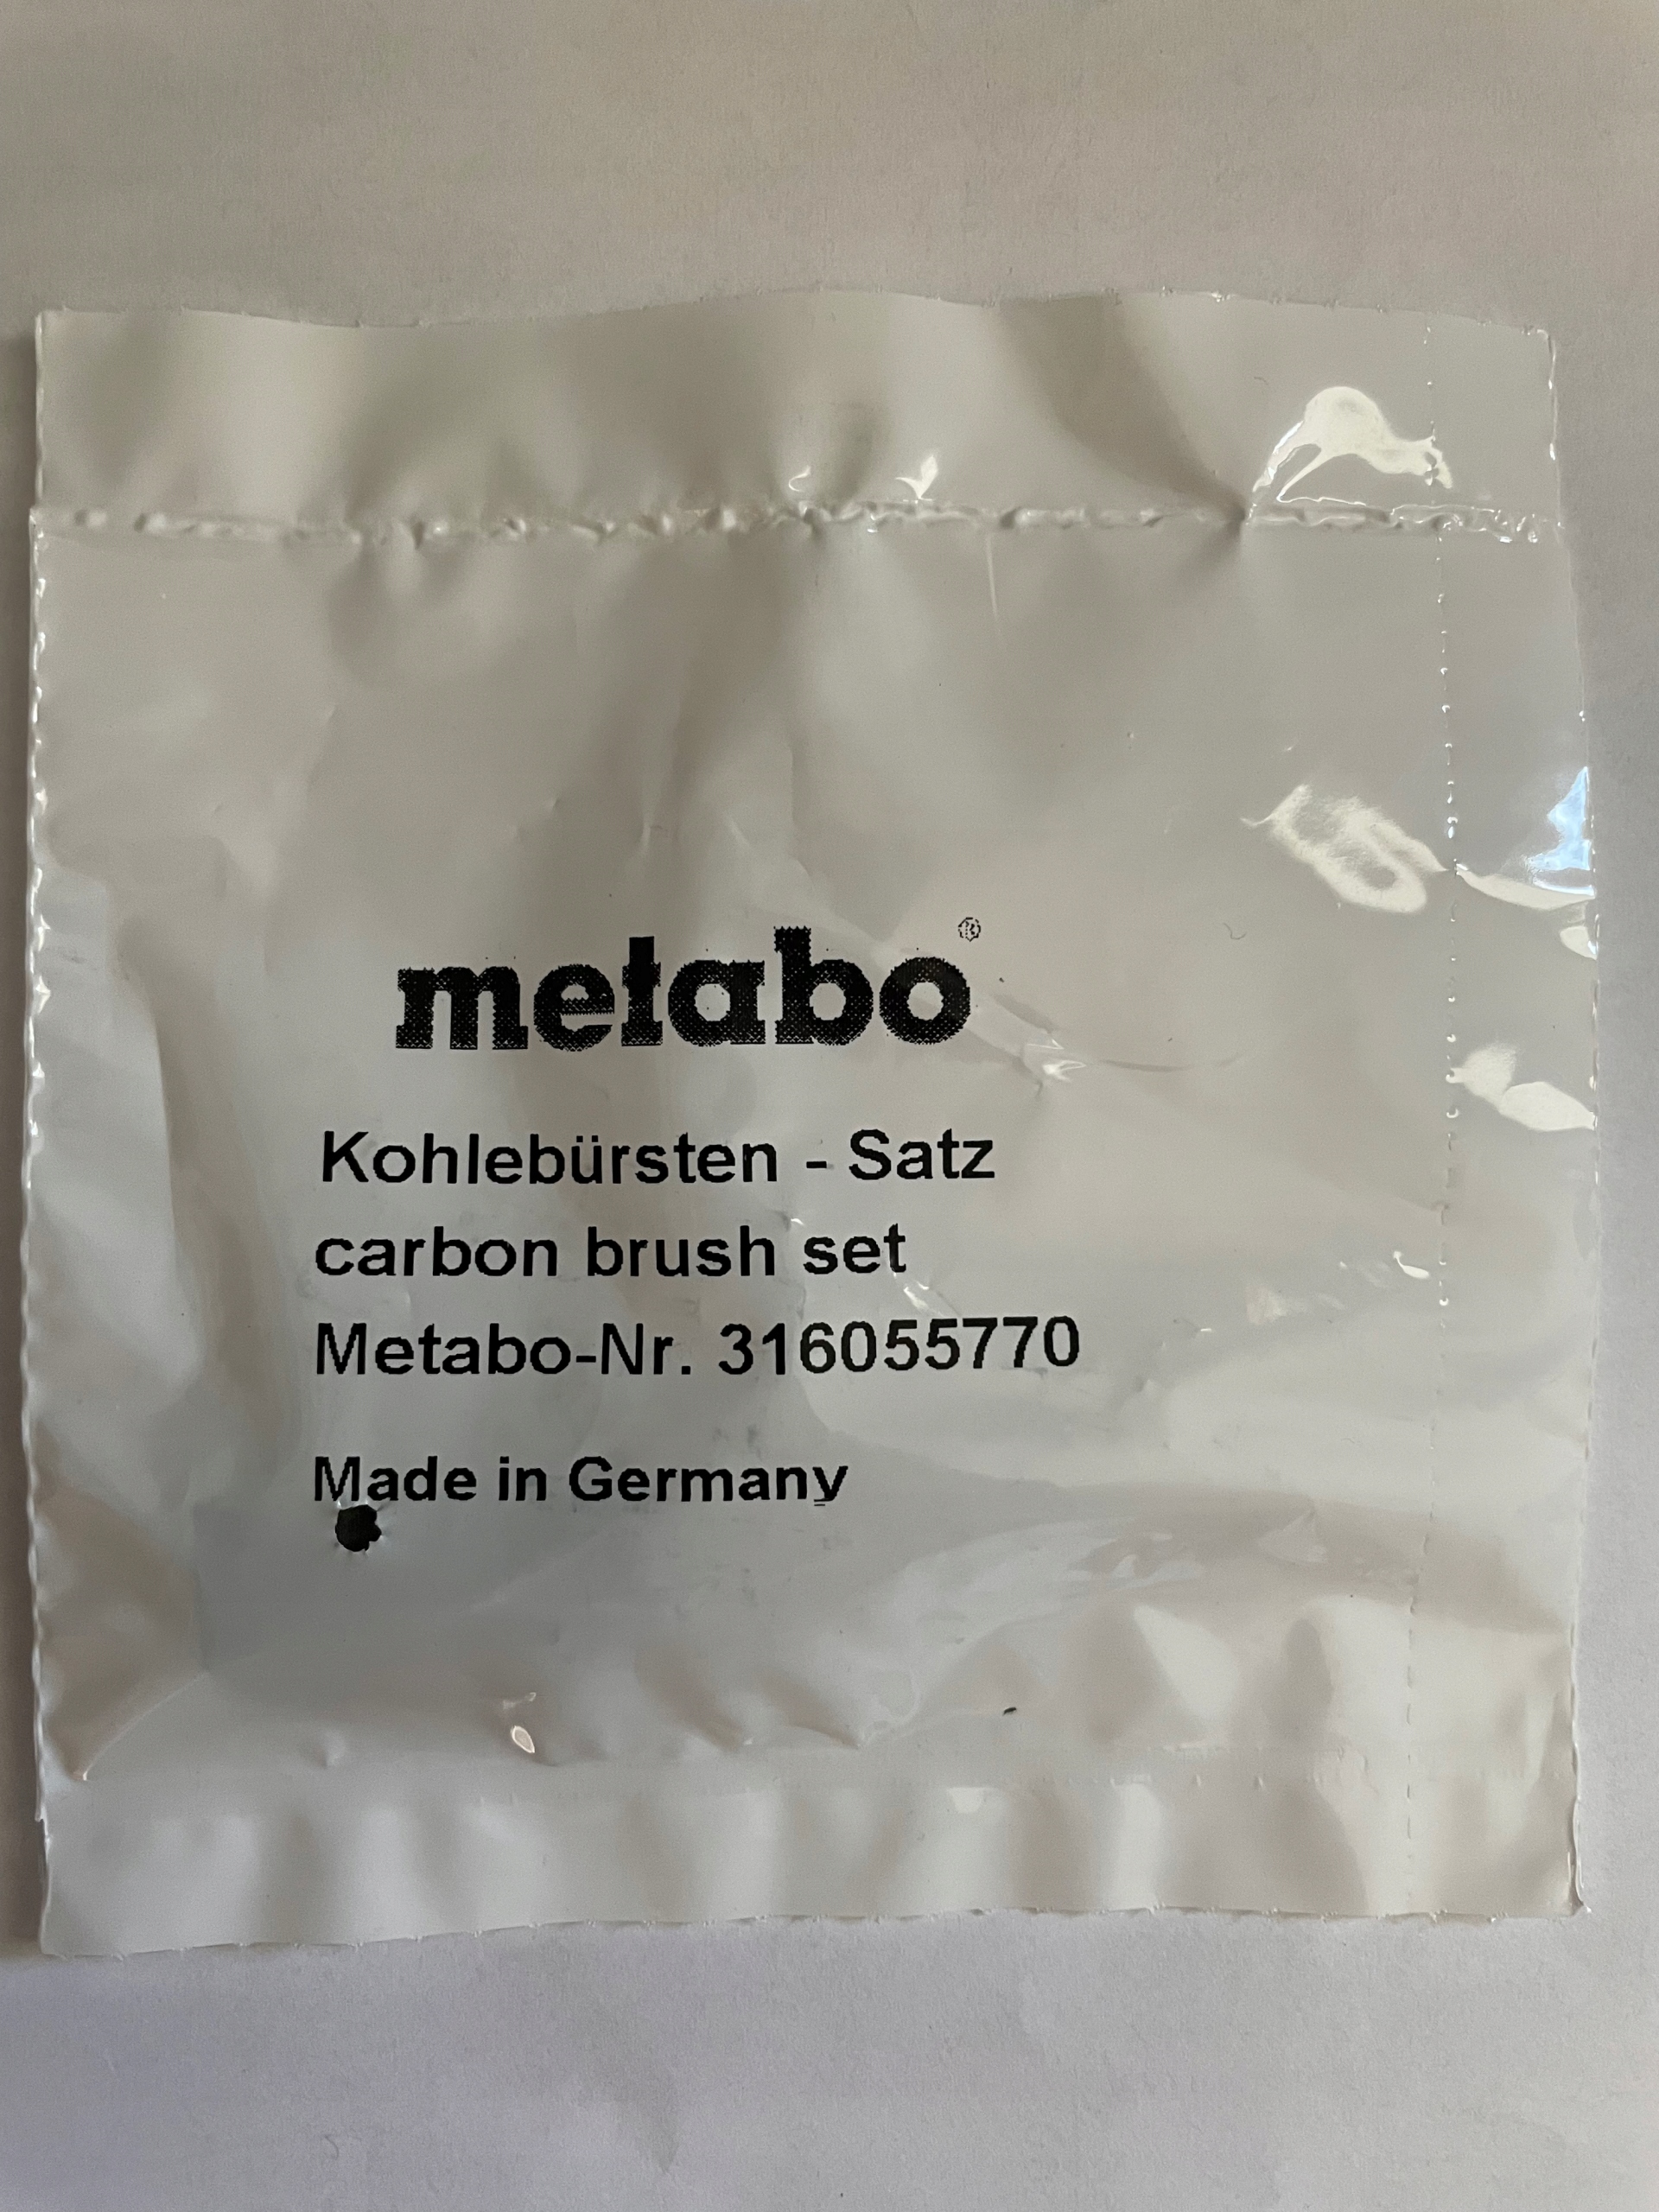 metabo®
Kohlebürsten - Satz
carbon brush set
Metabo-Nr. 316055770
Made in Germany